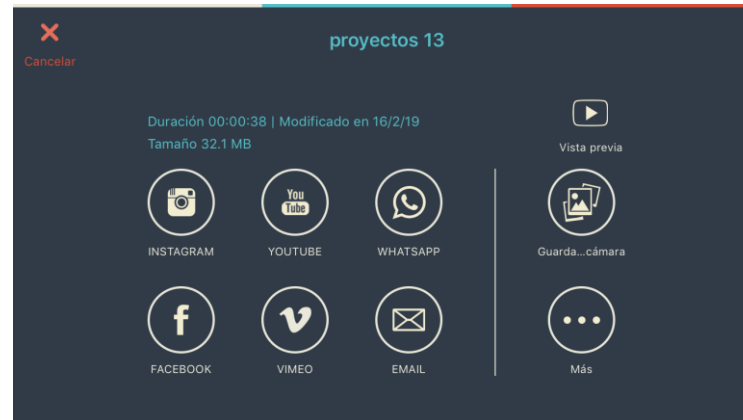 proyectos 13
Cancelar
Duración 00:00:38 | Modificado en 16/2/19
Tamaño 32.1 MB
Vista previa
You
Tube
INSTAGRAM
YOUTUBE
WHATSAPP
Guarda...cámara
f
FACEBOOK
VIMEO
EMAIL
Más